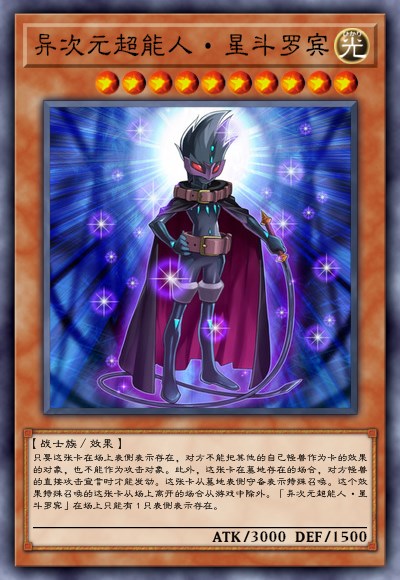 异次元超能人・星斗罗宾
光
【战士族／效果】
只要这张卡在场上表侧表示存在，对方不能把其他的自己怪兽作为卡的效果
的对象，也不能作为攻击对象。此外，这张卡在墓地存在的场合，对方怪兽
的直接攻击宣言时才能发动。这张卡从墓地表侧守备表示特殊召唤。这个效
果特殊召唤的这张卡从场上离开的场合从游戏中除外。「异次元超能人・星
斗罗宾」在场上只能有1只表侧表示存在。
ATK/3000 DEF/1500